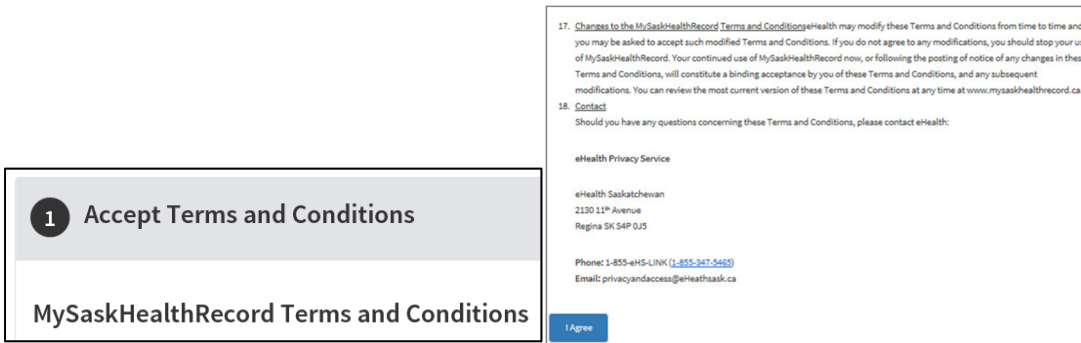 1 Accept Terms and Conditions
MySaskHealthRecord Terms and Conditions
17. Changes to the MySaskHealthRecord Terms and ConditionseHealth may modify these Terms and Conditions from time to time and
you may be asked to accept such modified Terms and Conditions. If you do not agree to any modifications, you should stop your us
of MySaskHealthRecord. Your continued use of MySaskHealthRecord now, or following the posting of notice of any changes in thes
Terms and Conditions, will constitute a binding acceptance by you of these Terms and Conditions, and any subsequent
modifications. You can review the most current version of these Terms and Conditions at any time at www.mysaskhealthrecord.ca
18. Contact
Should you have any questions concerning these Terms and Conditions, please contact eHealth:
eHealth Privacy Service
eHealth Saskatchewan
2130 11th Avenue
Regina SK S4P 0J5
Phone: 1-855-eHS-LINK (1-855-347-5465)
Email: privacyandaccess@eHeathsask.ca
I Agree